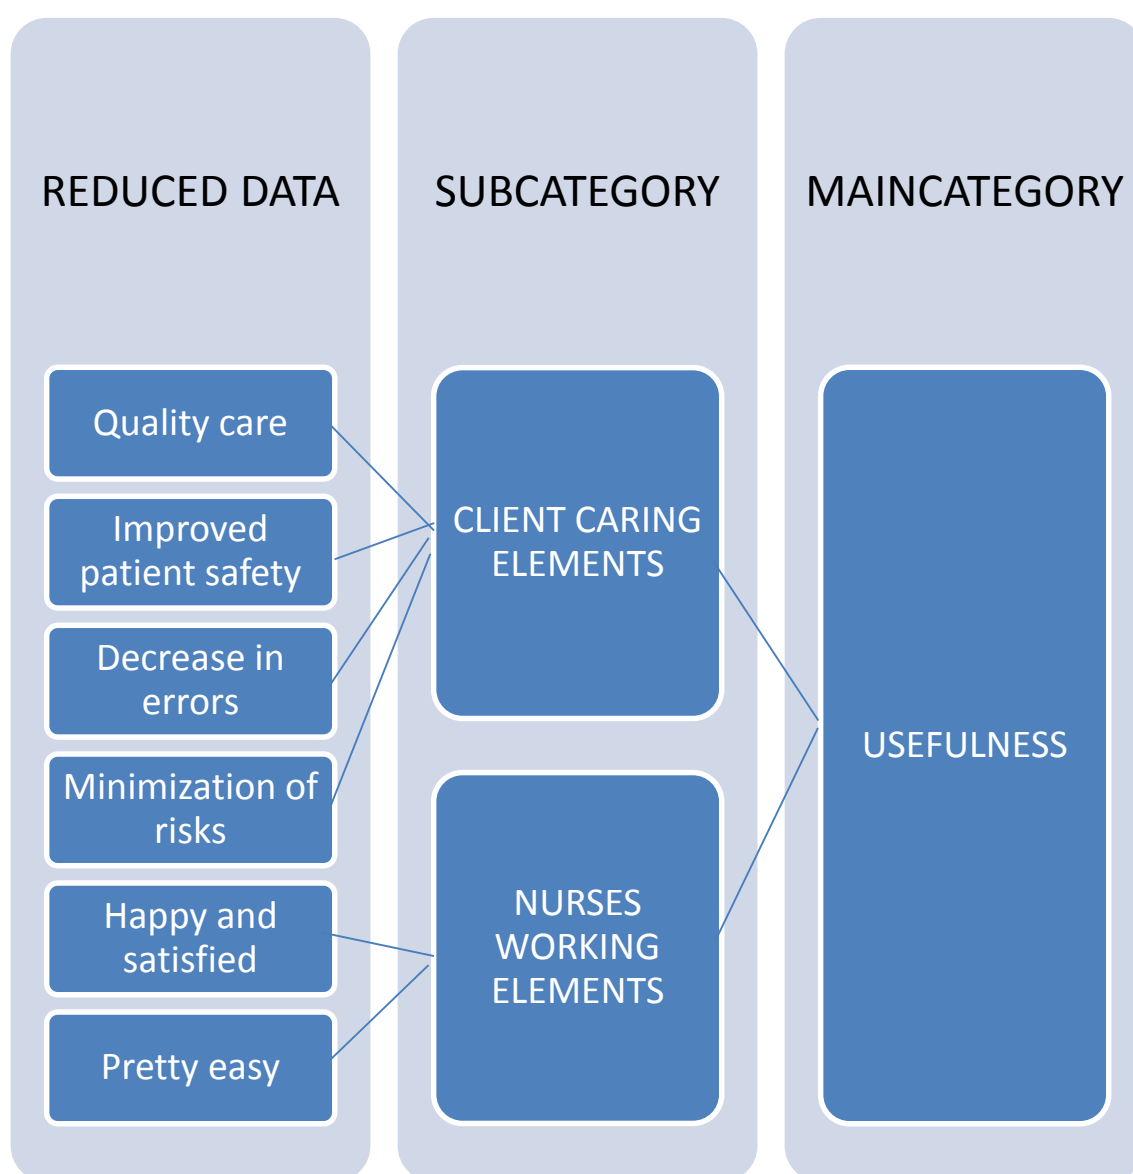 REDUCED DATA
SUBCATEGORY
MAINCATEGORY
Quality care
Improved
patient safety
Decrease in
errors
Minimization of
risks
Happy and
satisfied
Pretty easy
CLIENT CARING
ELEMENTS
NURSES
WORKING
ELEMENTS
USEFULNESS